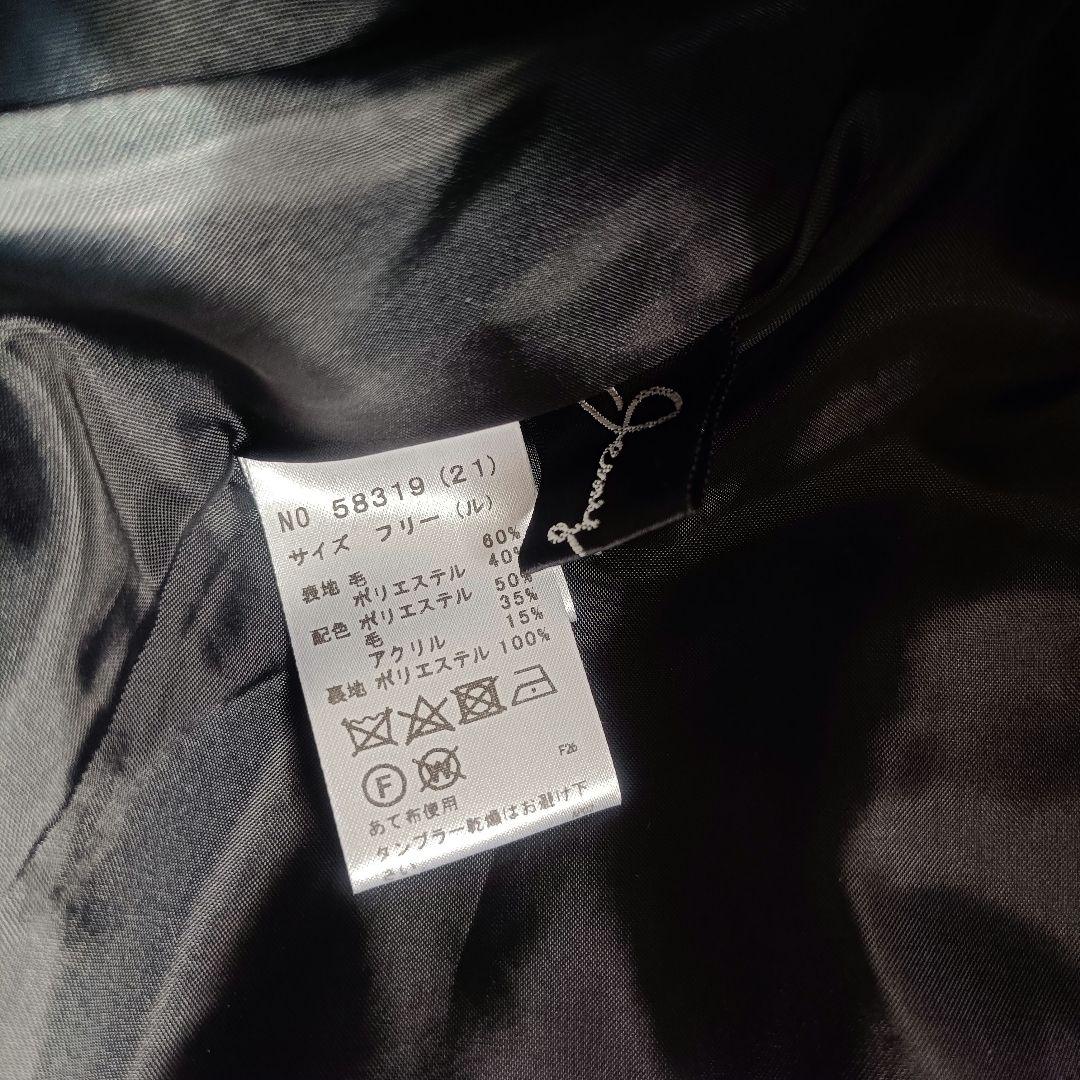 NO 58319 (21)
サイズ フリー (ル)
表地 毛 60%
ポリエステル 40%
配色 ポリエステル 50%
毛 35%
アクリル 15%
裏地 ポリエステル 100%
F W F26
あて布使用
タンブラー乾燥はお避け下
さい